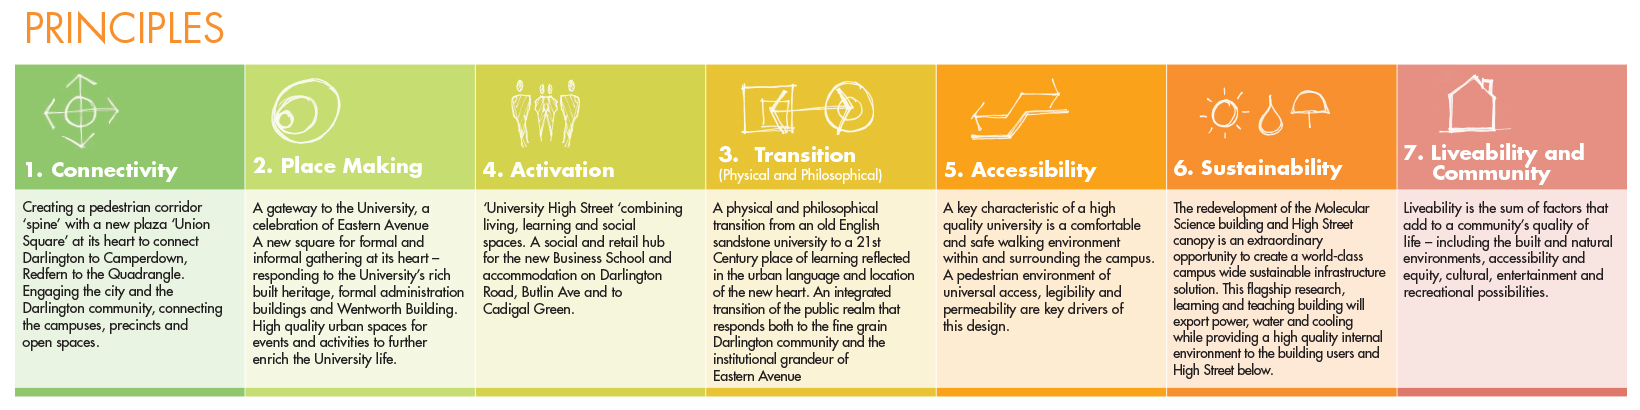 PRINCIPLES
1. Connectivity
Creating a pedestrian corridor
‘spine’ with a new plaza ‘Union
Square’ at its heart to connect
Darlington to Camperdown,
Redfern to the Quadrangle.
Engaging the city and the
Darlington community, connecting
the campuses, precincts and
open spaces.
2. Place Making
A gateway to the University, a
celebration of Eastern Avenue
A new square for formal and
informal gathering at its heart –
responding to the University’s rich
built heritage, formal administration
buildings and Wentworth Building.
High quality urban spaces for
events and activities to further
enrich the University life.
4. Activation
‘University High Street ‘combining
living, learning and social
spaces. A social and retail hub
for the new Business School and
accommodation on Darlington
Road, Butlin Ave and to
Cadigal Green.
3. Transition
(Physical and Philosophical)
A physical and philosophical
transition from an old English
sandstone university to a 21st
Century place of learning reflected
in the urban language and location
of the new heart. An integrated
transition of the public realm that
responds both to the fine grain
Darlington community and the
institutional grandeur of
Eastern Avenue
5. Accessibility
A key characteristic of a high
quality university is a comfortable
and safe walking environment
within and surrounding the campus.
A pedestrian environment of
universal access, legibility and
permeability are key drivers of
this design.
6. Sustainability
The redevelopment of the Molecular
Science building and High Street
canopy is an extraordinary
opportunity to create a world-class
campus wide sustainable infrastructure
solution. This flagship research,
learning and teaching building will
export power, water and cooling
while providing a high quality internal
environment to the building users and
High Street below.
7. Liveability and
Community
Liveability is the sum of factors that
add to a community’s quality of
life – including the built and natural
environments, accessibility and
equity, cultural, entertainment and
recreational possibilities.